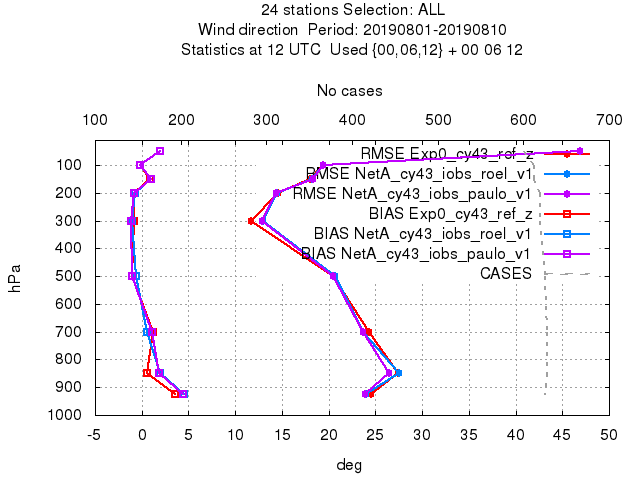 24 stations Selection: ALL
Wind direction  Period: 20190801-20190810
Statistics at 12 UTC  Used {00,06,12} + 00 06 12
No cases
100 200 300 400 500 600 700
RMSE Exp0_cy43_ref_z
RMSE NetA_cy43_iobs_roel_v1
RMSE NetA_cy43_iobs_paulo_v1
BIAS Exp0_cy43_ref_z
BIAS NetA_cy43_iobs_roel_v1
BIAS NetA_cy43_iobs_paulo_v1
CASES
hPa
100
200
300
400
500
600
700
800
900
1000
-5 0 5 10 15 20 25 30 35 40 45 50
deg